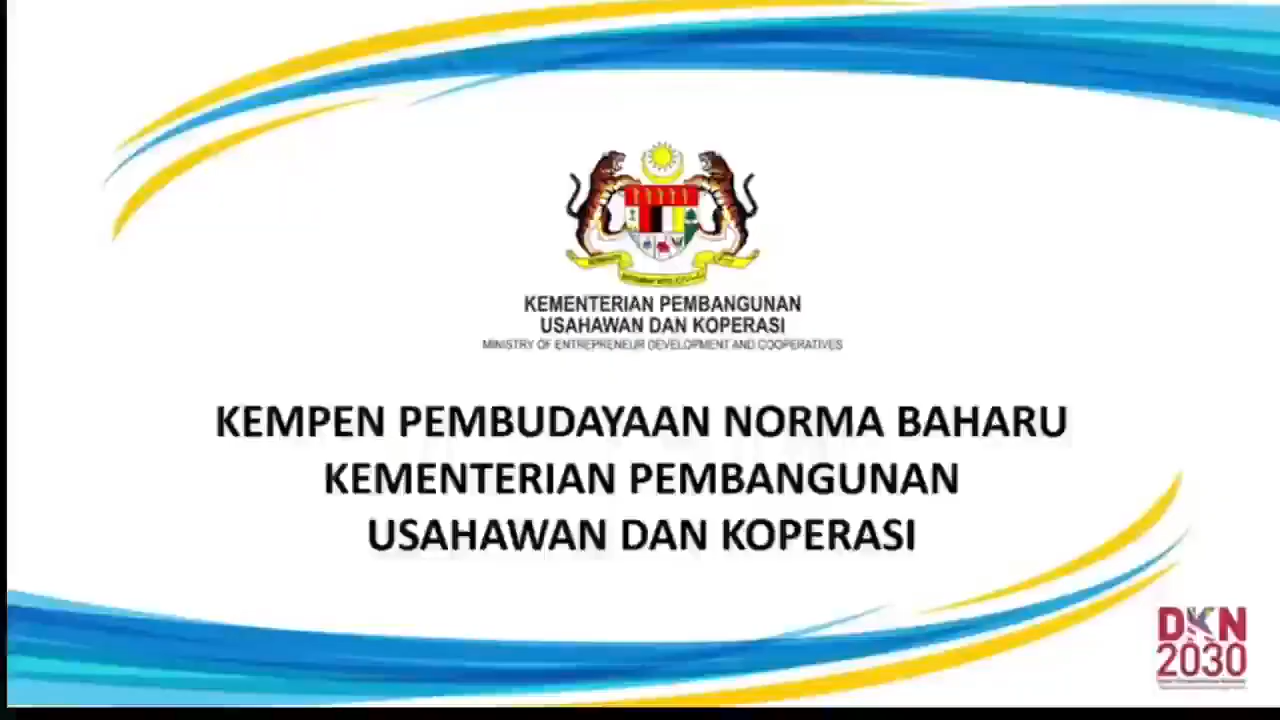 KEMENTERIAN PEMBANGUNAN
USAHAWAN DAN KOPERASI
MINISTRY OF ENTREPRENEUR DEVELOPMENT AND COOPERATIVES
KEMPEN PEMBUDAYAAN NORMA BAHARU
KEMENTERIAN PEMBANGUNAN
USAHAWAN DAN KOPERASI
DKN
2030